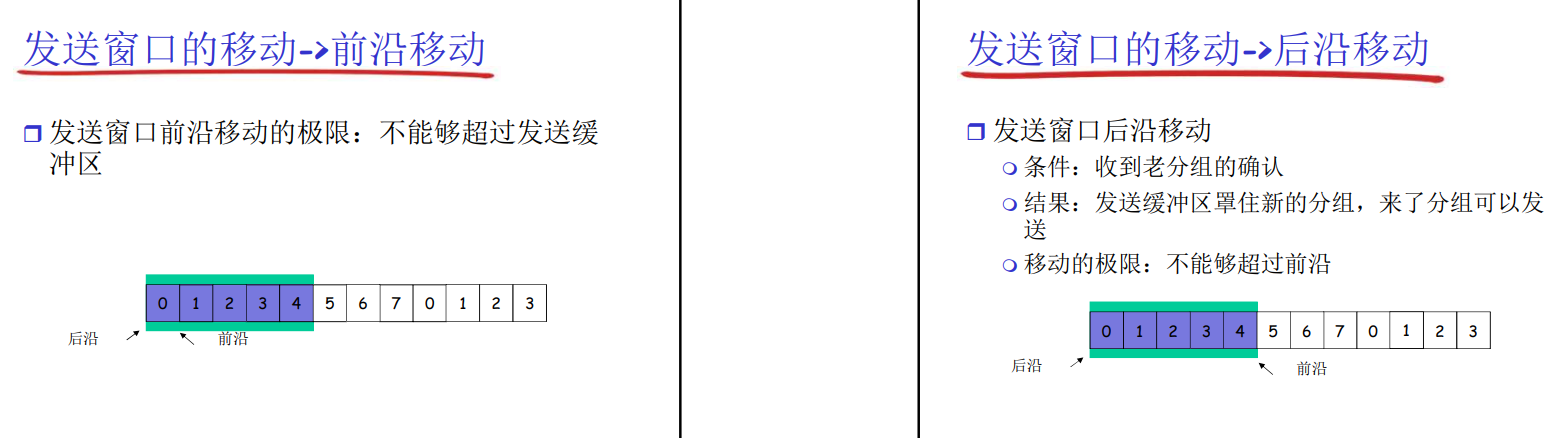 发送窗口的移动->前沿移动
发送窗口前沿移动的极限：不能够超过发送缓
冲区
0 1 2 3 4 5 6 7 0 1 2 3
后沿 前沿
发送窗口的移动->后沿移动
发送窗口后沿移动
条件：收到老分组的确认
结果：发送缓冲区罩住新的分组，来了分组可以发
送
移动的极限：不能够超过前沿
0 1 2 3 4 5 6 7 0 1 2 3
后沿 前沿